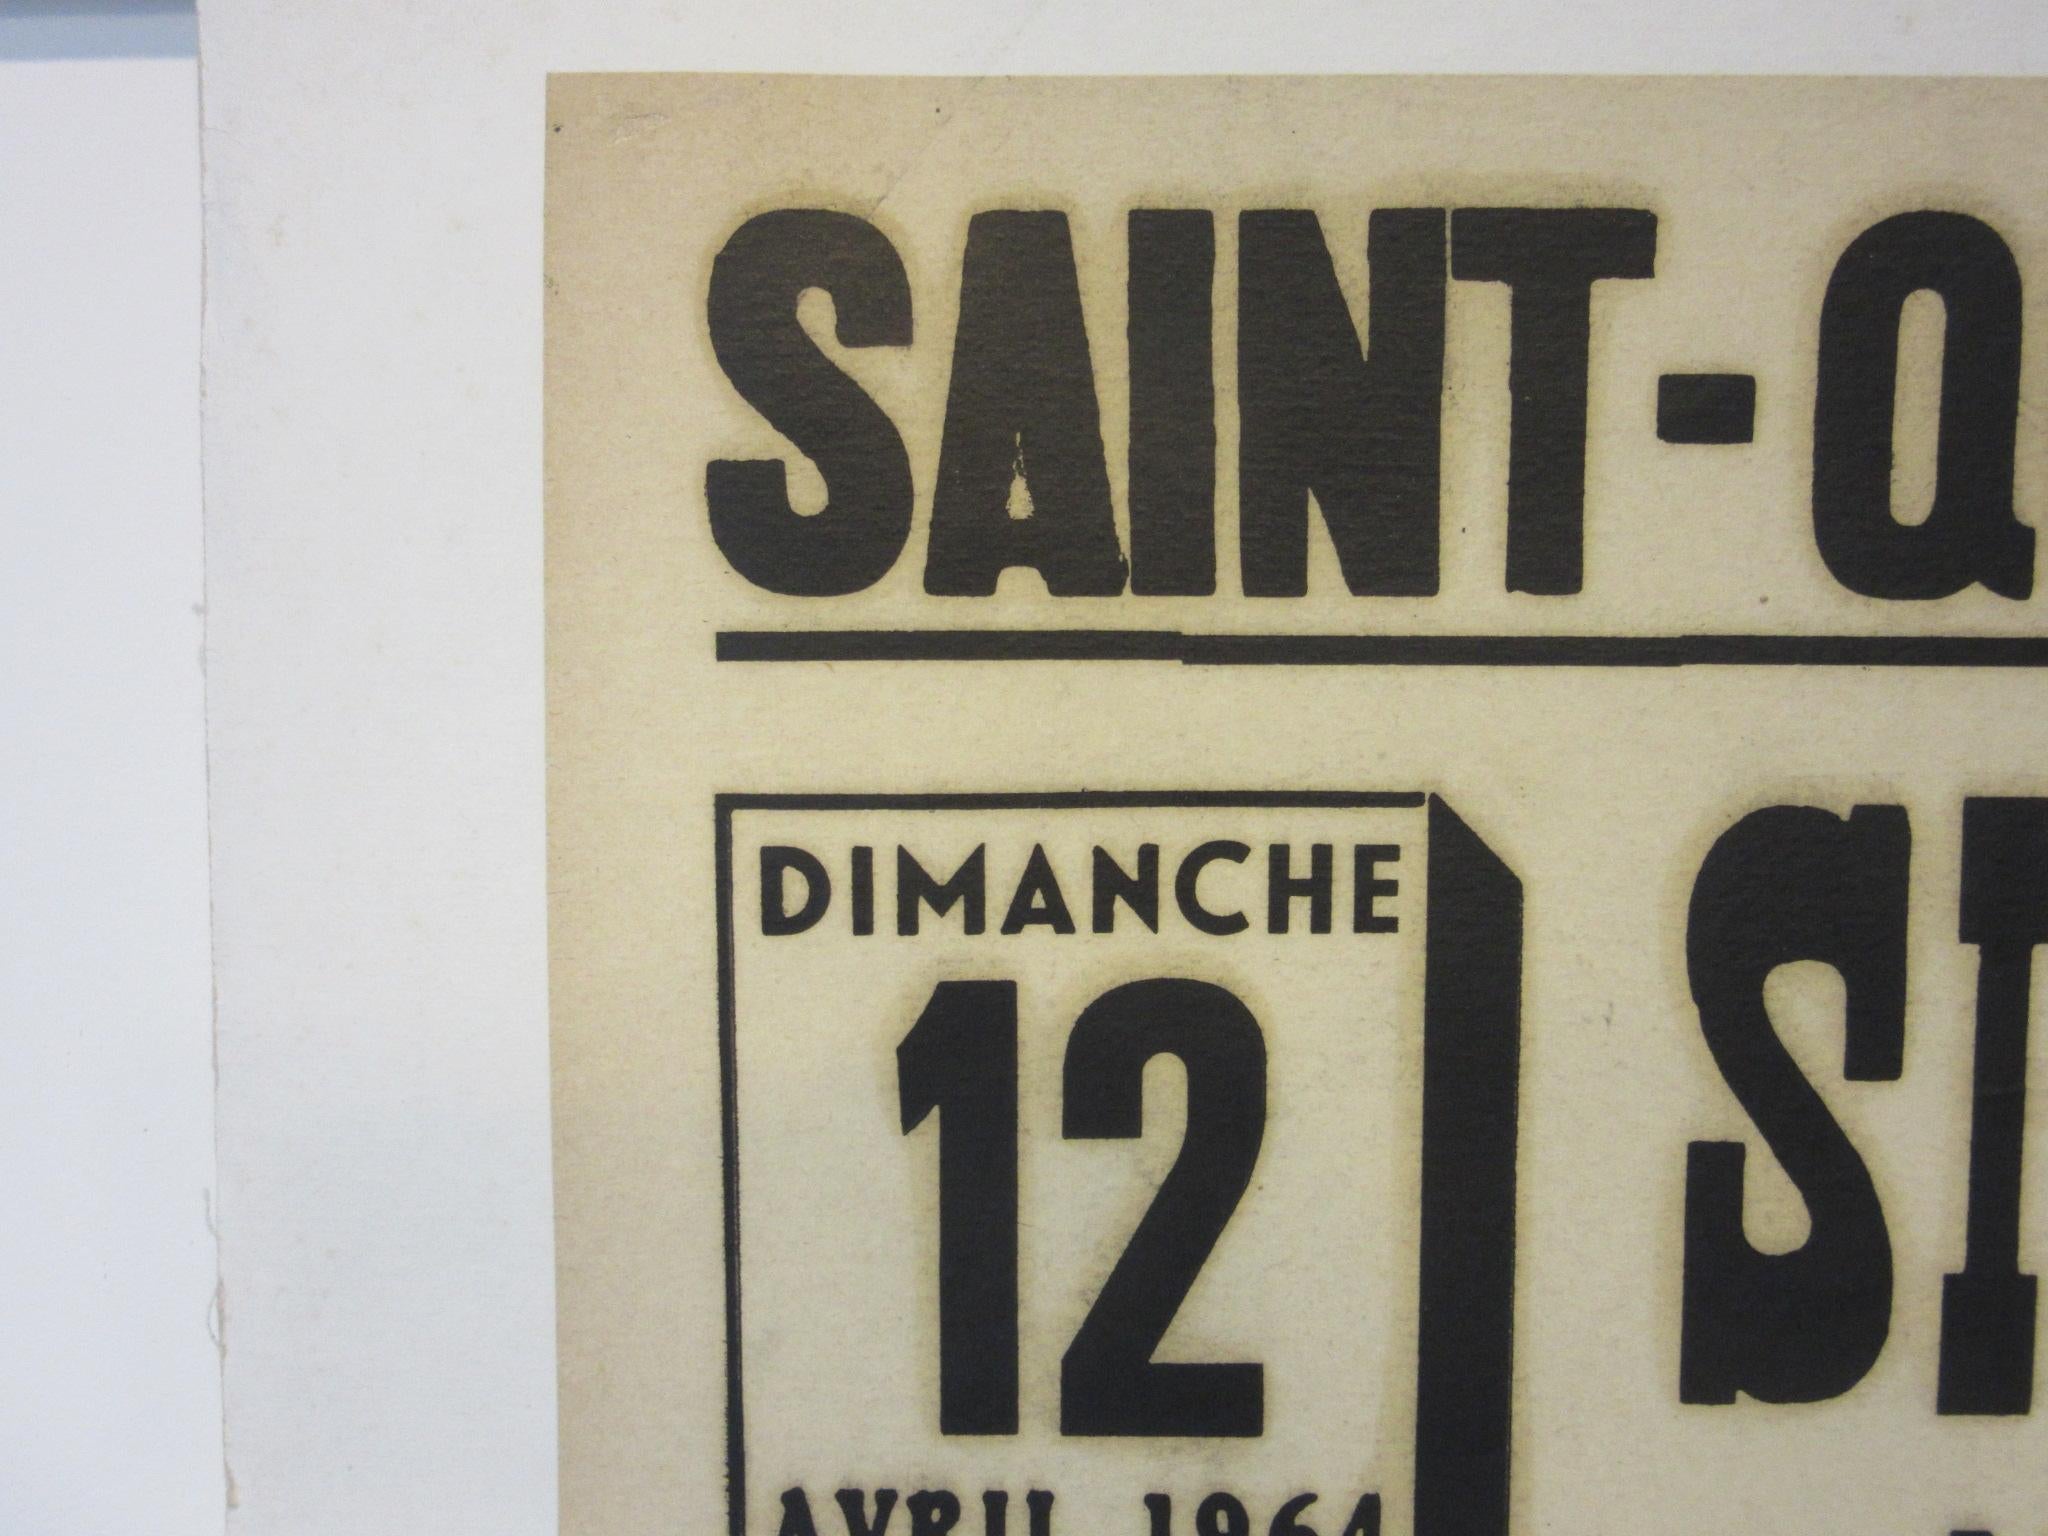 SAINT-Q
DIMANCHE
12
AVRIL 1964